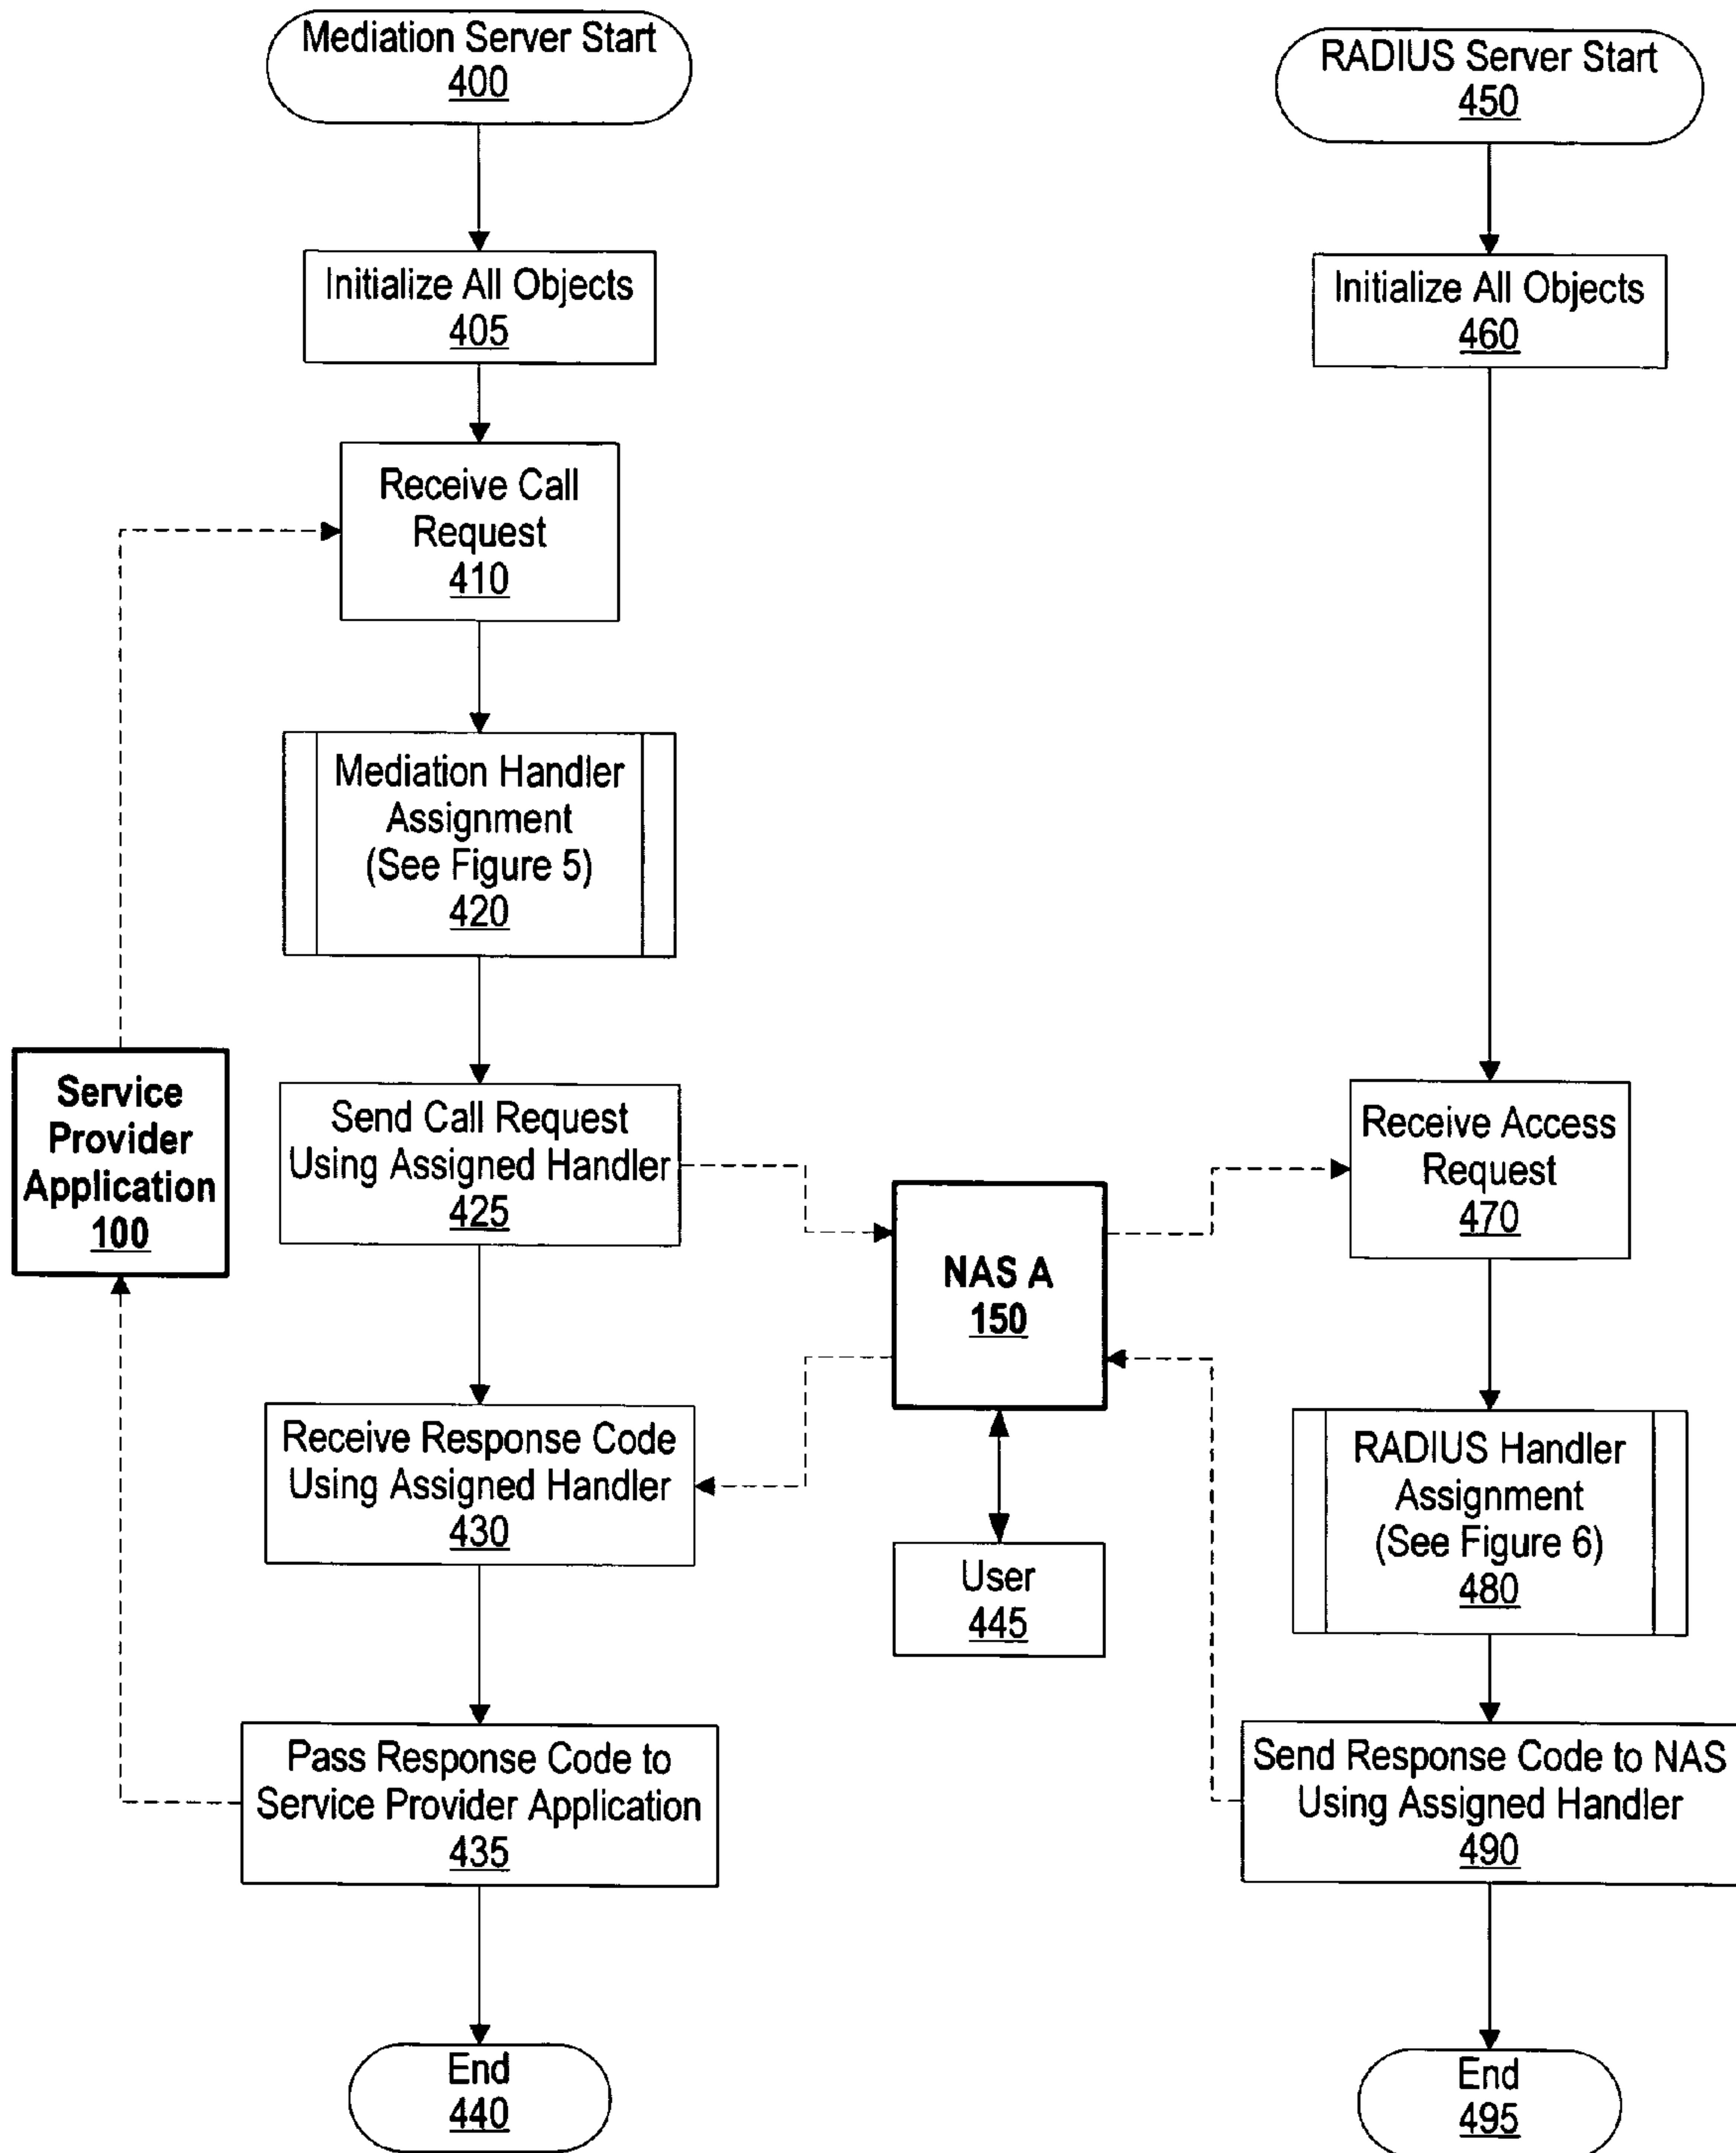 Mediation Server Start
400
Initialize All Objects
405
Receive Call
Request
410
Mediation Handler
Assignment
(See Figure 5)
420
Service
Provider
Application
100
Send Call Request
Using Assigned Handler
425
Receive Response Code
Using Assigned Handler
430
Pass Response Code to
Service Provider Application
435
End
440
NAS A
150
User
445
RADIUS Server Start
450
Initialize All Objects
460
Receive Access
Request
470
RADIUS Handler
Assignment
(See Figure 6)
480
Send Response Code to NAS
Using Assigned Handler
490
End
495